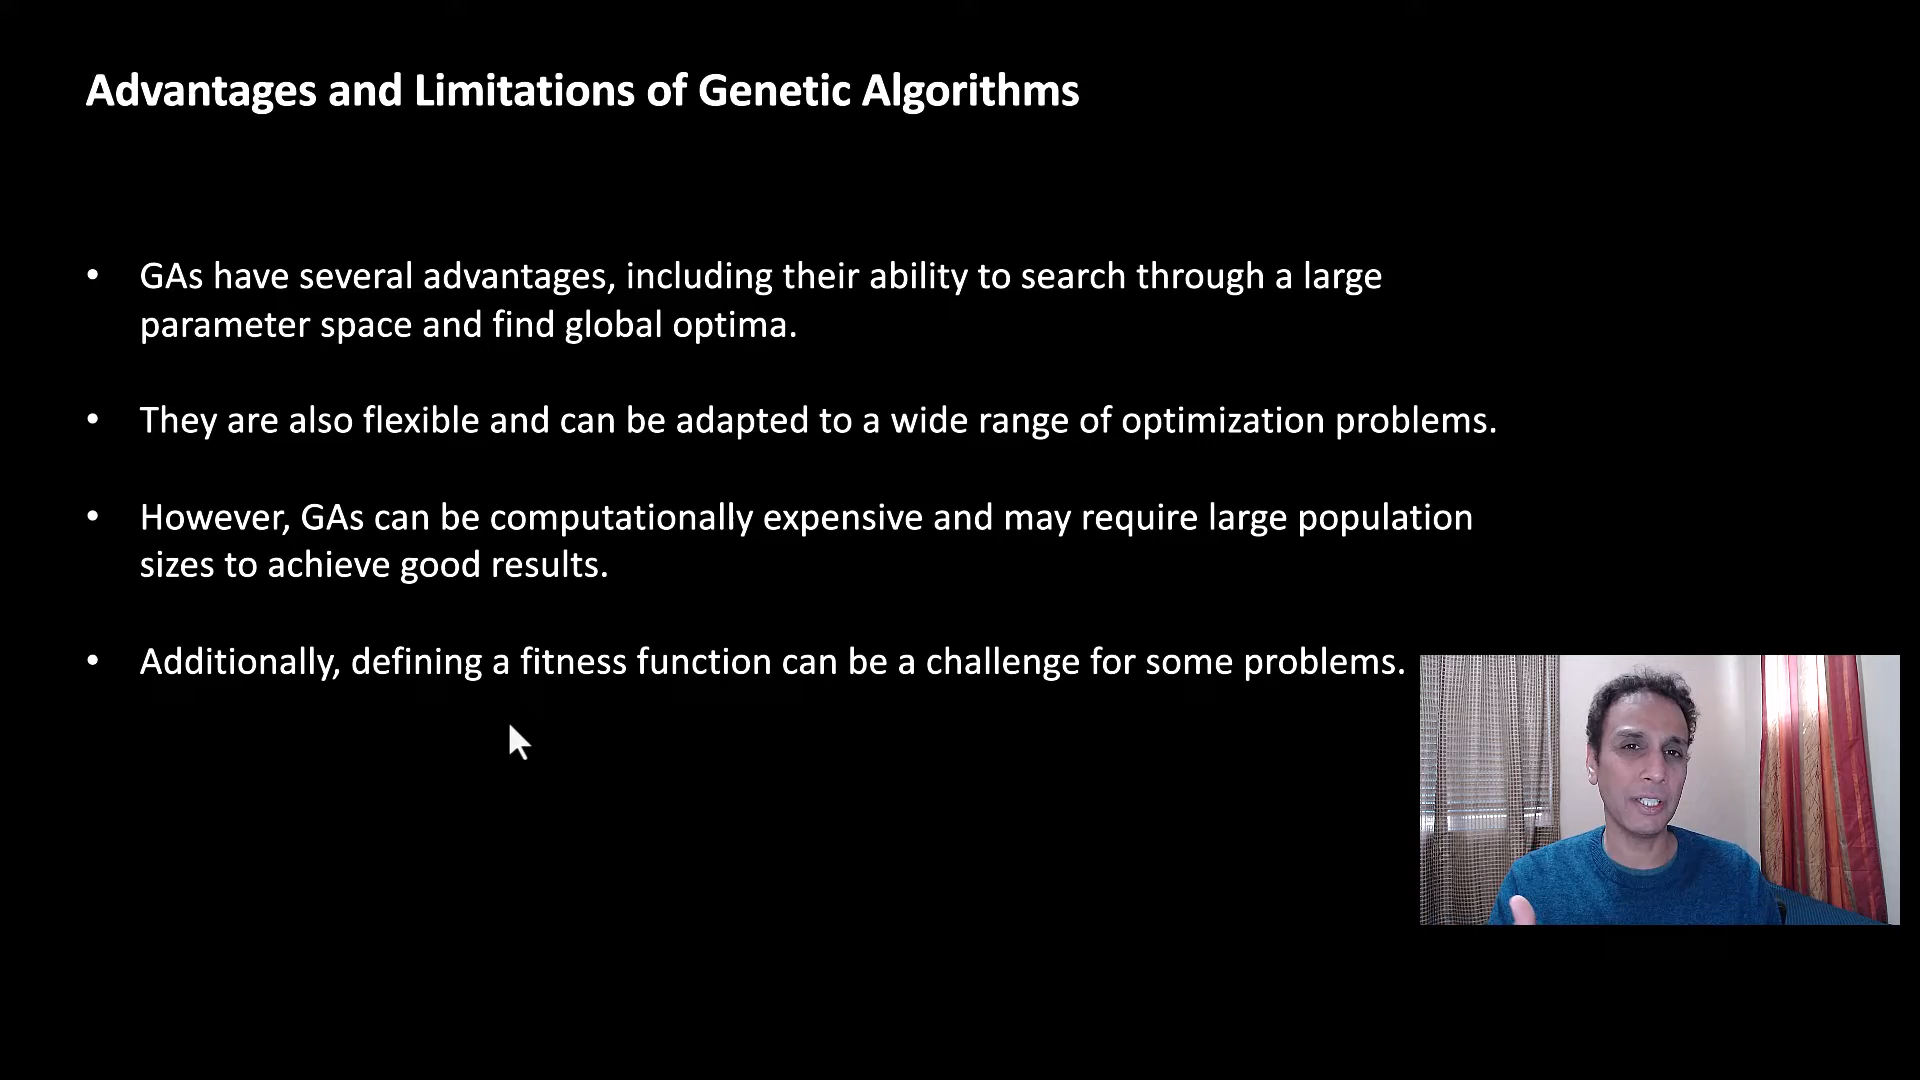 Advantages and Limitations of Genetic Algorithms
• GAs have several advantages, including their ability to search through a large
parameter space and find global optima.
• They are also flexible and can be adapted to a wide range of optimization problems.
• However, GAs can be computationally expensive and may require large population
sizes to achieve good results.
• Additionally, defining a fitness function can be a challenge for some problems.